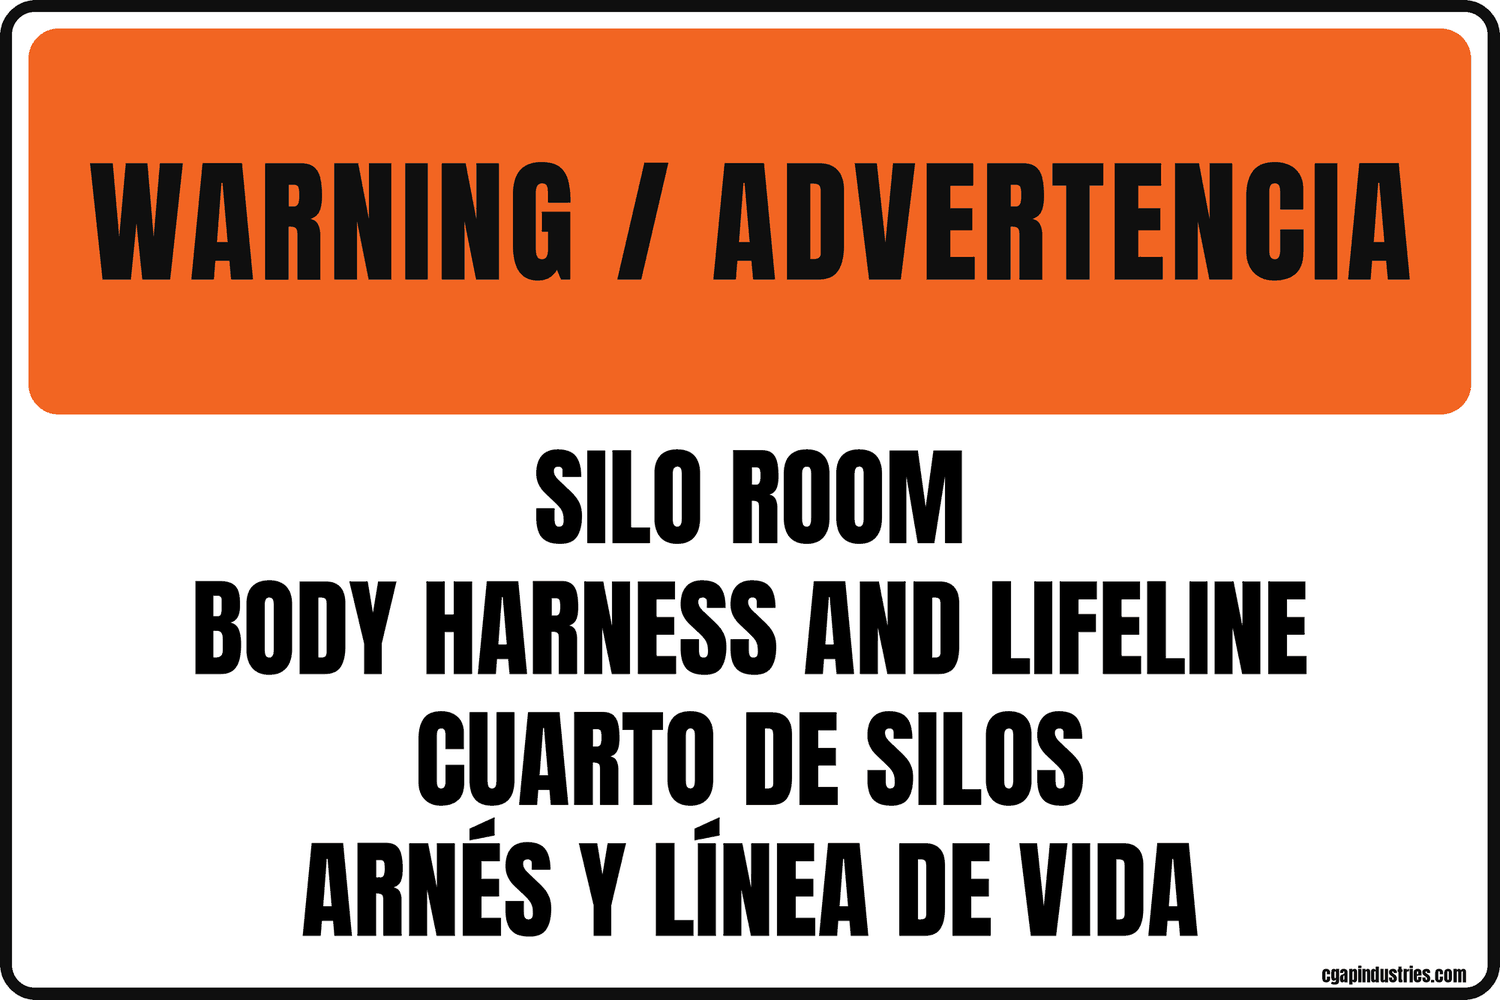 WARNING / ADVERTENCIA
SILO ROOM
BODY HARNESS AND LIFELINE
CUARTO DE SILOS
ARNÉS Y LÍNEA DE VIDA
cgapindustries.com